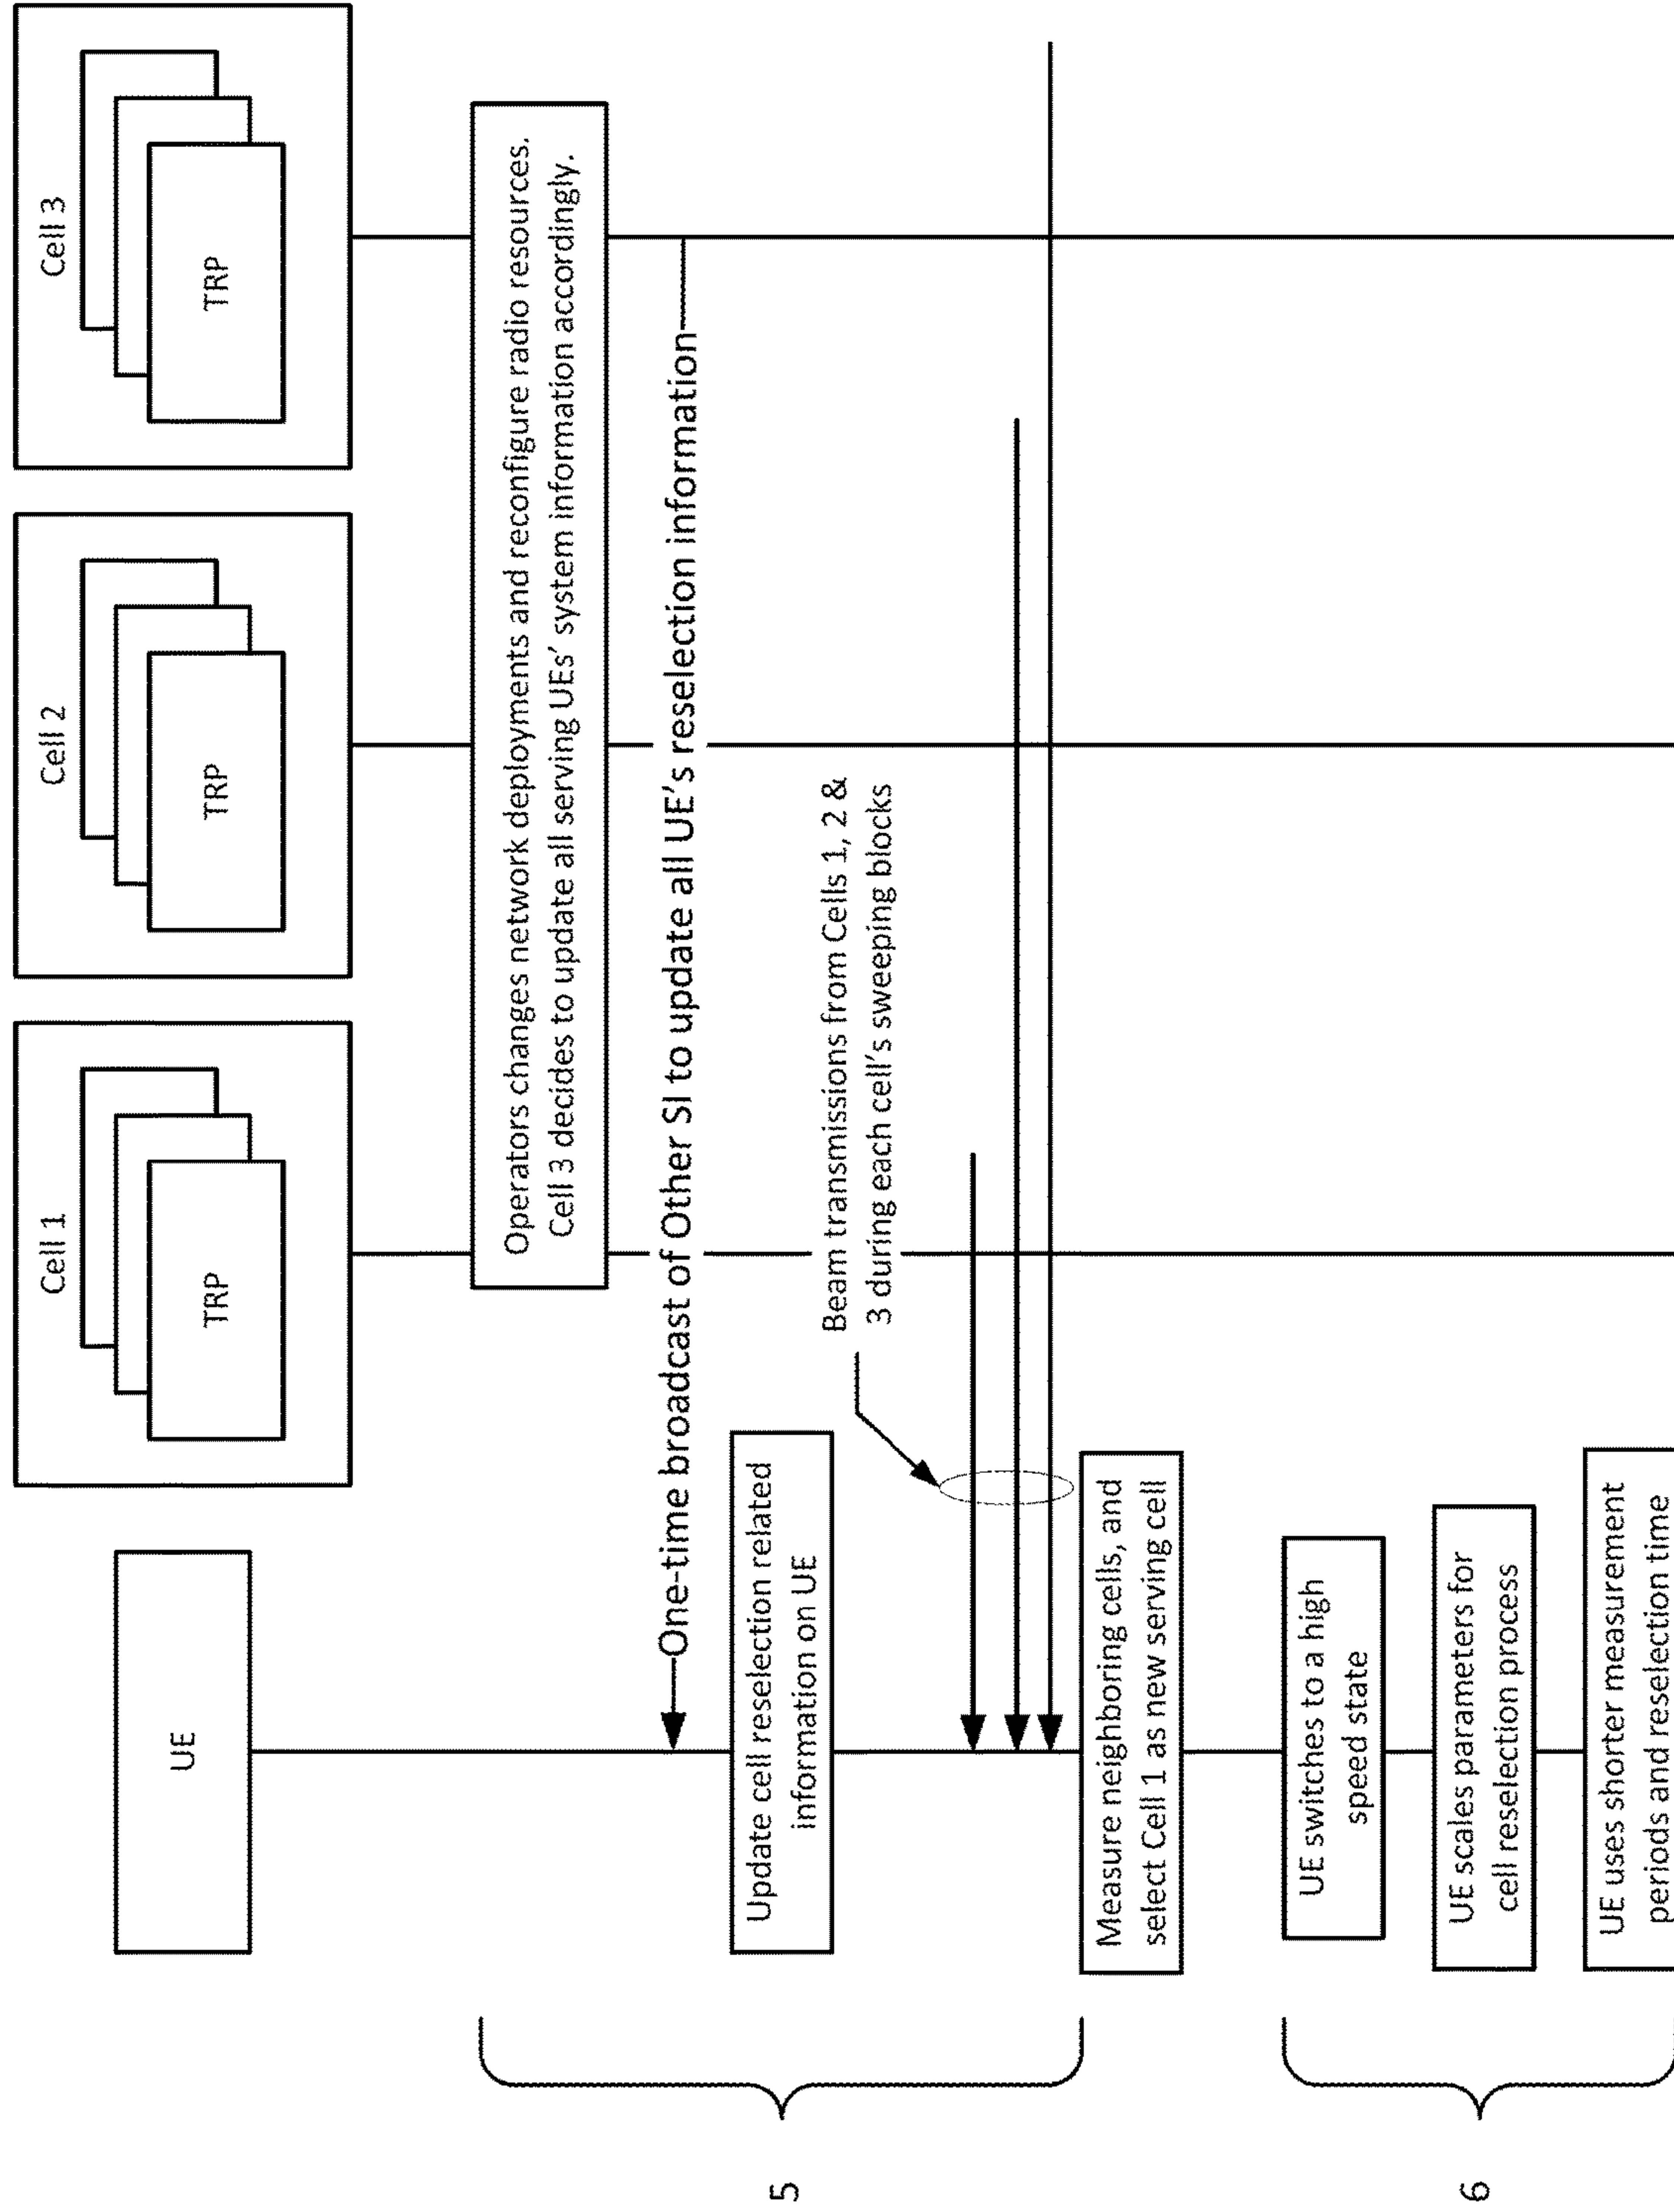 UE
Cell 1
TRP
Cell 2
TRP
Cell 3
TRP
Operators changes network deployments and reconfigure radio resources.
Cell 3 decides to update all serving UEs' system information accordingly.
One-time broadcast of Other SI to update all UE's reselection information
5
Update cell reselection related
information on UE
Beam transmissions from Cells 1, 2 &
3 during each cell's sweeping blocks
Measure neighboring cells, and
select Cell 1 as new serving cell
6
UE switches to a high
speed state
UE scales parameters for
cell reselection process
UE uses shorter measurement
periods and reselection time